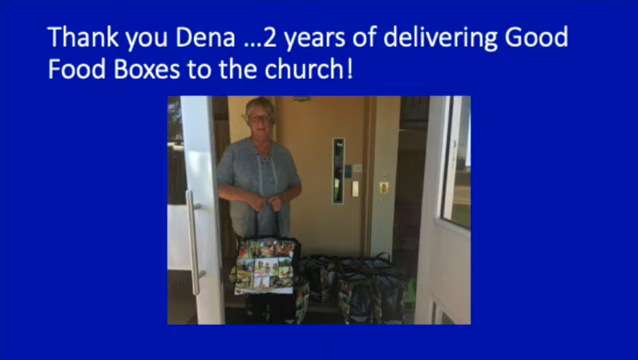 Thank you Dena ...2 years of delivering Good
Food Boxes to the church!